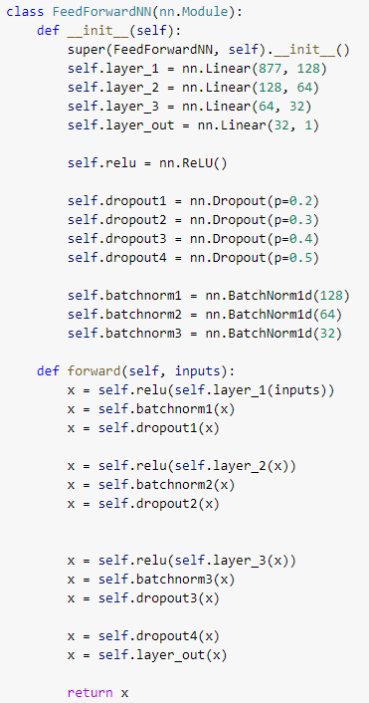 class FeedForwardNN(nn.Module):
    def __init__(self):
        super(FeedForwardNN, self).__init__()
        self.layer_1 = nn.Linear(877, 128)
        self.layer_2 = nn.Linear(128, 64)
        self.layer_3 = nn.Linear(64, 32)
        self.layer_out = nn.Linear(32, 1)

        self.relu = nn.ReLU()

        self.dropout1 = nn.Dropout(p=0.2)
        self.dropout2 = nn.Dropout(p=0.3)
        self.dropout3 = nn.Dropout(p=0.4)
        self.dropout4 = nn.Dropout(p=0.5)

        self.batchnorm1 = nn.BatchNorm1d(128)
        self.batchnorm2 = nn.BatchNorm1d(64)
        self.batchnorm3 = nn.BatchNorm1d(32)

    def forward(self, inputs):
        x = self.relu(self.layer_1(inputs))
        x = self.batchnorm1(x)
        x = self.dropout1(x)

        x = self.relu(self.layer_2(x))
        x = self.batchnorm2(x)
        x = self.dropout2(x)


        x = self.relu(self.layer_3(x))
        x = self.batchnorm3(x)
        x = self.dropout3(x)

        x = self.dropout4(x)
        x = self.layer_out(x)

        return x